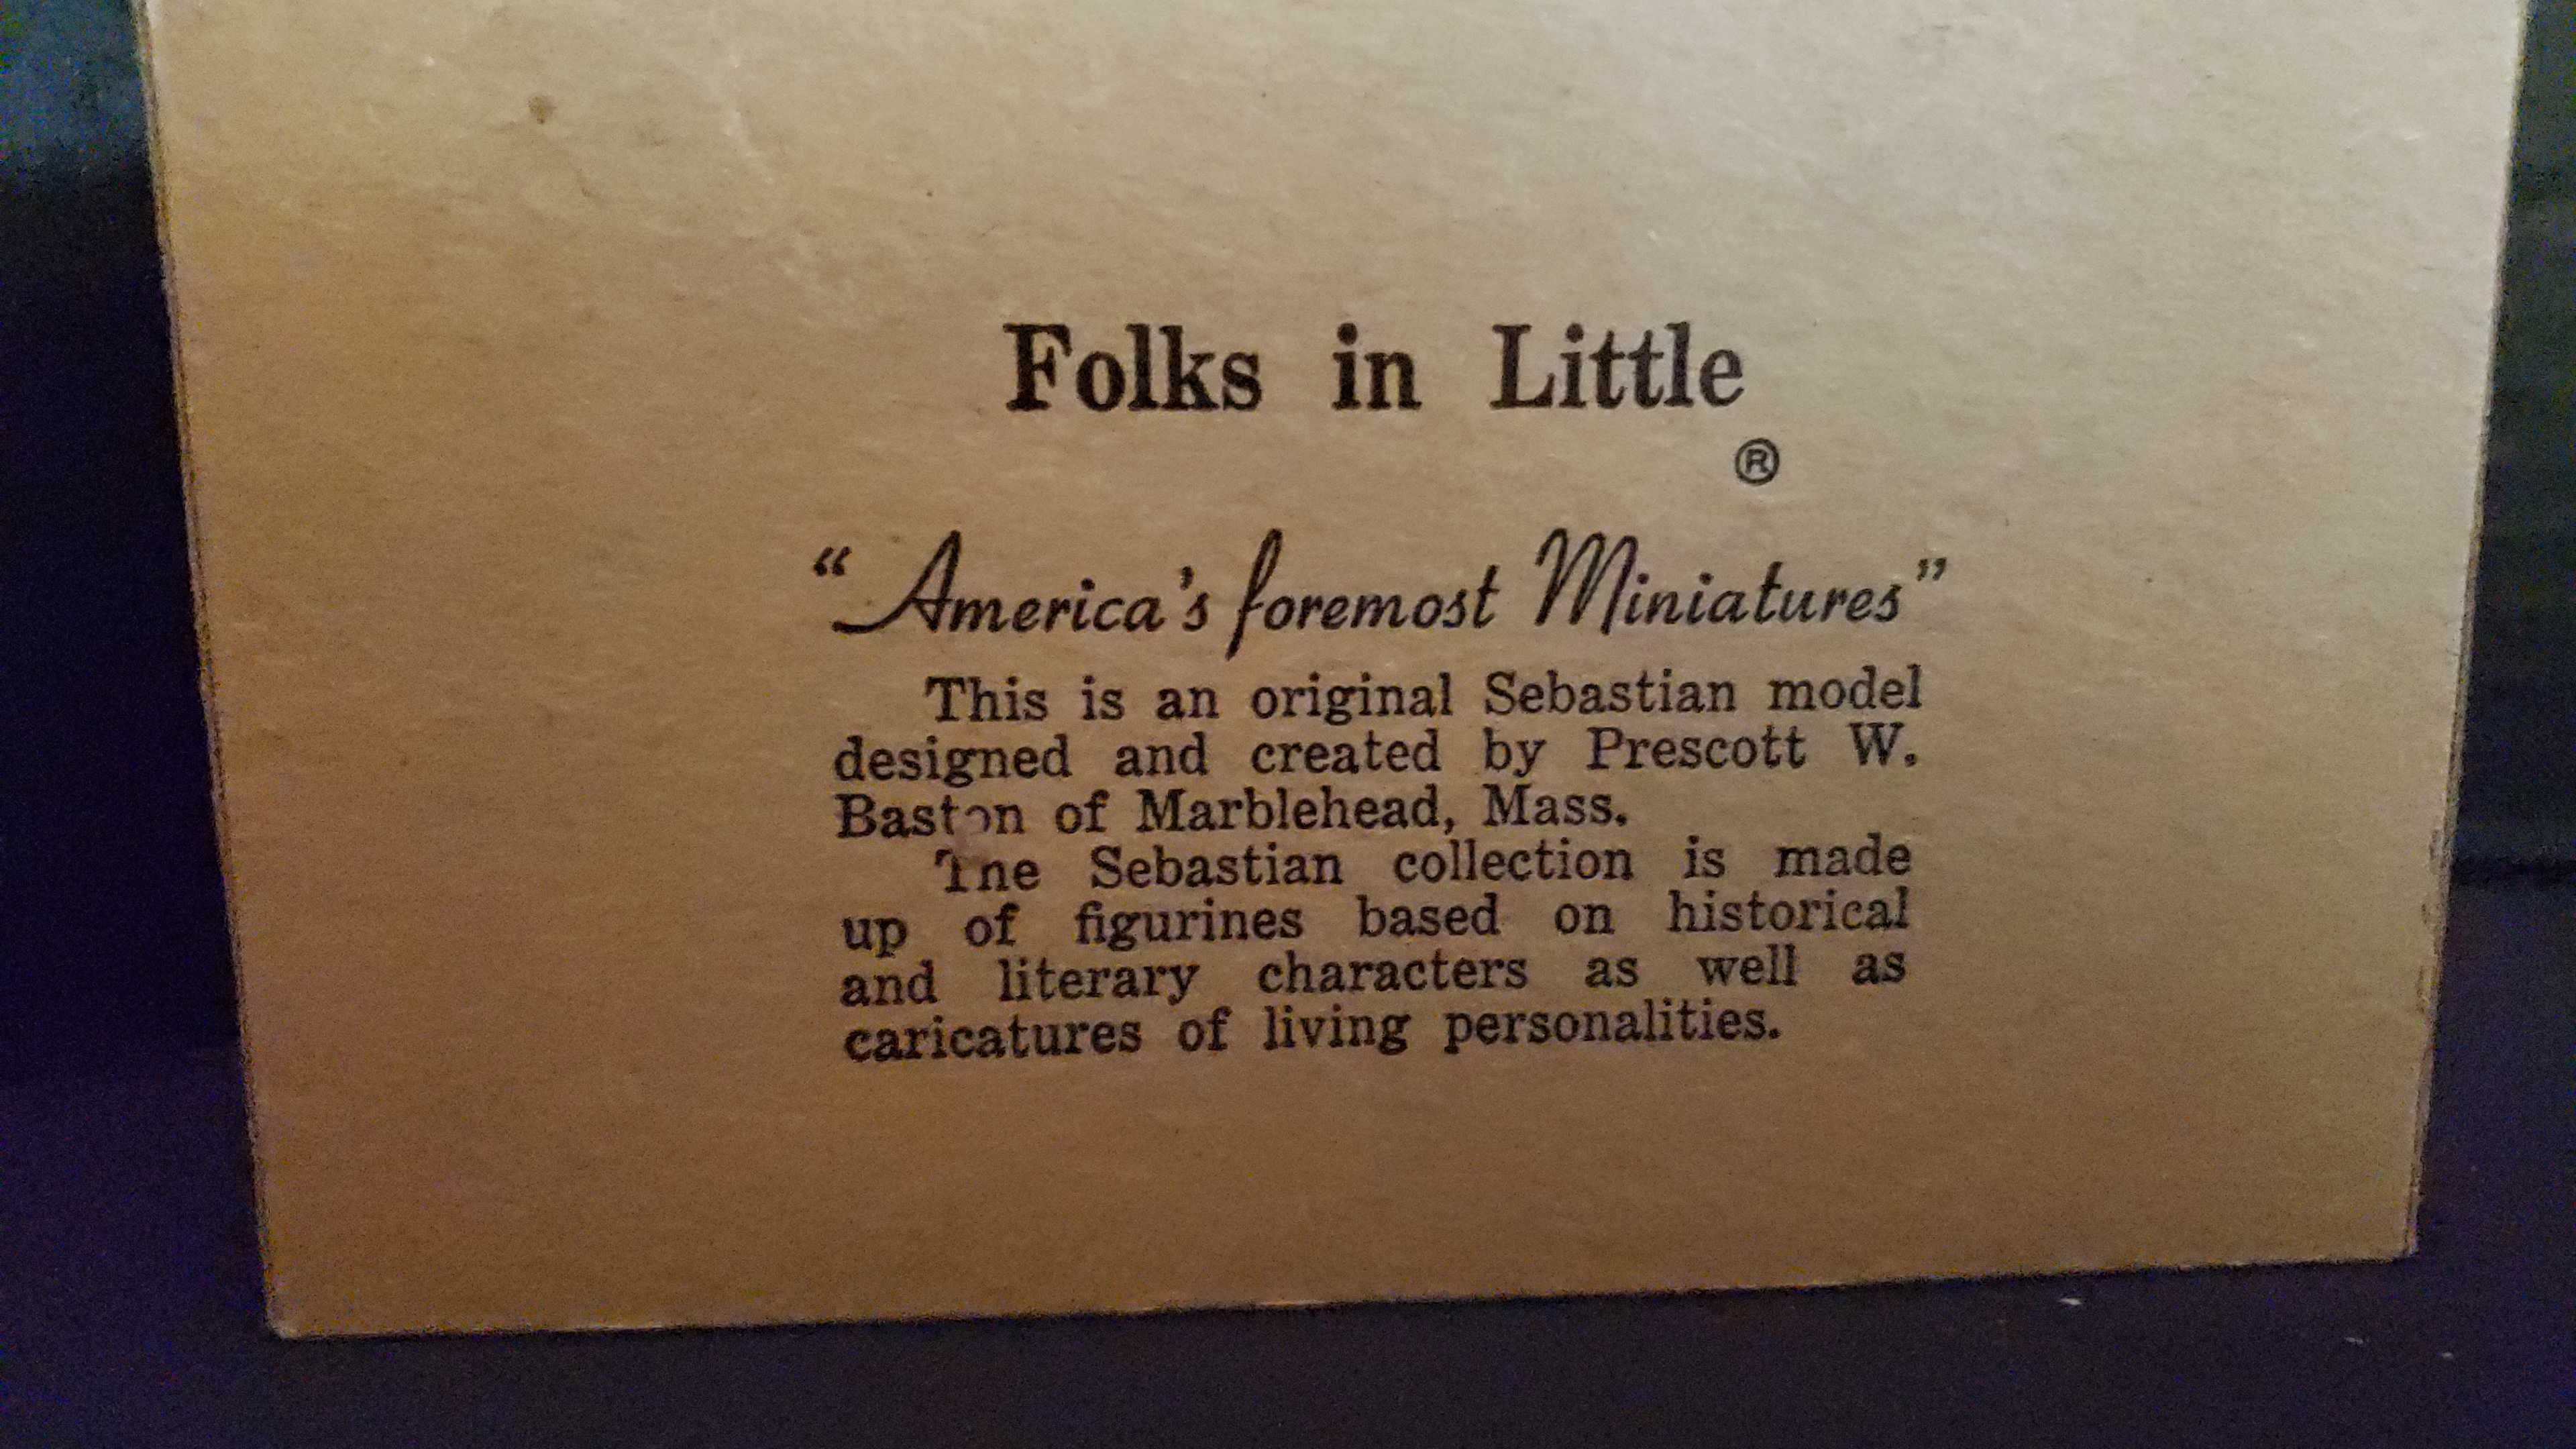 Folks in Little
®
“America's foremost Miniatures”
This is an original Sebastian model
designed and created by Prescott W.
Baston of Marblehead, Mass.
The Sebastian collection is made
up of figurines based on historical
and literary characters as well as
caricatures of living personalities.